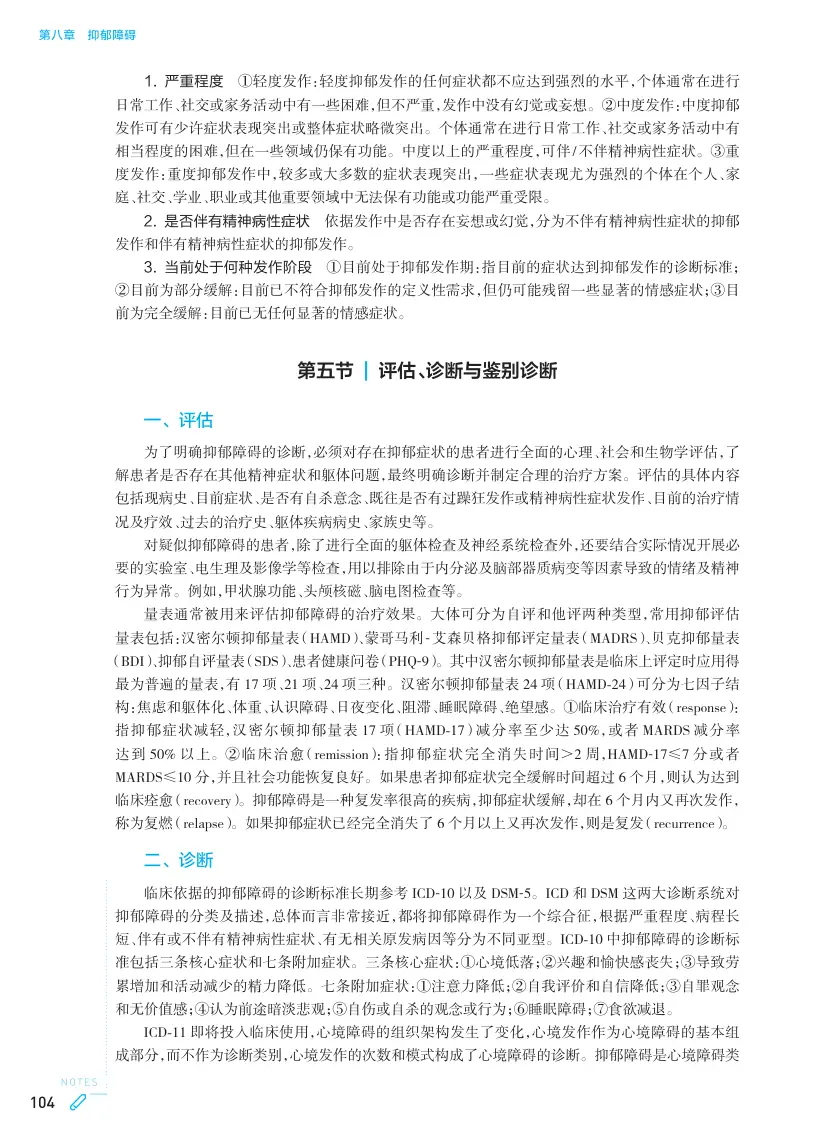 第八章 抑郁障碍
1. 严重程度 ①轻度发作:轻度抑郁发作的任何症状都不应达到强烈的水平,个体通常在进行
日常工作、社交或家务活动中有一些困难,但不严重,发作中没有幻觉或妄想。②中度发作:中度抑郁
发作可有少许症状表现突出或整体症状略微突出。个体通常在进行日常工作、社交或家务活动中有
相当程度的困难,但在一些领域仍保有功能。中度以上的严重程度,可伴/不伴精神病性症状。③重
度发作:重度抑郁发作中,较多或大多数的症状表现突出,一些症状表现尤为强烈的个体在个人、家
庭、社交、学业、职业或其他重要领域中无法保有功能或功能严重受限。
2. 是否伴有精神病性症状 依据发作中是否存在妄想或幻觉,分为不伴有精神病性症状的抑郁
发作和伴有精神病性症状的抑郁发作。
3. 当前处于何种发作阶段 ①目前处于抑郁发作期:指目前的症状达到抑郁发作的诊断标准;
②目前为部分缓解:目前已不符合抑郁发作的定义性需求,但仍可能残留一些显著的情感症状;③目
前为完全缓解:目前已无任何显著的情感症状。
第五节 | 评估、诊断与鉴别诊断
一、评估
为了明确抑郁障碍的诊断,必须对存在抑郁症状的患者进行全面的心理、社会和生物学评估,了
解患者是否存在其他精神症状和躯体问题,最终明确诊断并制定合理的治疗方案。评估的具体内容
包括现病史、目前症状、是否有自杀意念、既往是否有过躁狂发作或精神病性症状发作、目前的治疗情
况及疗效、过去的治疗史、躯体疾病病史、家族史等。
对疑似抑郁障碍的患者,除了进行全面的躯体检查及神经系统检查外,还要结合实际情况开展必
要的实验室、电生理及影像学等检查,用以排除由于内分泌及脑部器质病变等因素导致的情绪及精神
行为异常。例如,甲状腺功能、头颅核磁、脑电图检查等。
量表通常被用来评估抑郁障碍的治疗效果。大体可分为自评和他评两种类型,常用抑郁评估
量表包括:汉密尔顿抑郁量表(HAMD)、蒙哥马利-艾森贝格抑郁评定量表(MADRS)、贝克抑郁量表
(BDI)、抑郁自评量表(SDS)、患者健康问卷(PHQ-9)。其中汉密尔顿抑郁量表是临床上评定时应用得
最为普遍的量表,有 17 项、21 项、24 项三种。汉密尔顿抑郁量表 24 项(HAMD-24)可分为七因子结
构:焦虑和躯体化、体重、认识障碍、日夜变化、阻滞、睡眠障碍、绝望感。①临床治疗有效(response):
指抑郁症状减轻,汉密尔顿抑郁量表 17 项(HAMD-17)减分率至少达 50%,或者 MARDS 减分率
达到 50% 以上。②临床治愈(remission):指抑郁症状完全消失时间>2 周,HAMD-17≤7 分或者
MARDS≤10 分,并且社会功能恢复良好。如果患者抑郁症状完全缓解时间超过 6 个月,则认为达到
临床痊愈(recovery)。抑郁障碍是一种复发率很高的疾病,抑郁症状缓解,却在 6 个月内又再次发作,
称为复燃(relapse)。如果抑郁症状已经完全消失了 6 个月以上又再次发作,则是复发(recurrence)。
二、诊断
临床依据的抑郁障碍的诊断标准长期参考 ICD-10 以及 DSM-5。ICD 和 DSM 这两大诊断系统对
抑郁障碍的分类及描述,总体而言非常接近,都将抑郁障碍作为一个综合征,根据严重程度、病程长
短、伴有或不伴有精神病性症状、有无相关原发病因等分为不同亚型。ICD-10 中抑郁障碍的诊断标
准包括三条核心症状和七条附加症状。三条核心症状:①心境低落;②兴趣和愉快感丧失;③导致劳
累增加和活动减少的精力降低。七条附加症状:①注意力降低;②自我评价和自信降低;③自罪观念
和无价值感;④认为前途暗淡悲观;⑤自伤或自杀的观念或行为;⑥睡眠障碍;⑦食欲减退。
ICD-11 即将投入临床使用,心境障碍的组织架构发生了变化,心境发作作为心境障碍的基本组
成部分,而不作为诊断类别,心境发作的次数和模式构成了心境障碍的诊断。抑郁障碍是心境障碍类
NOTES
104